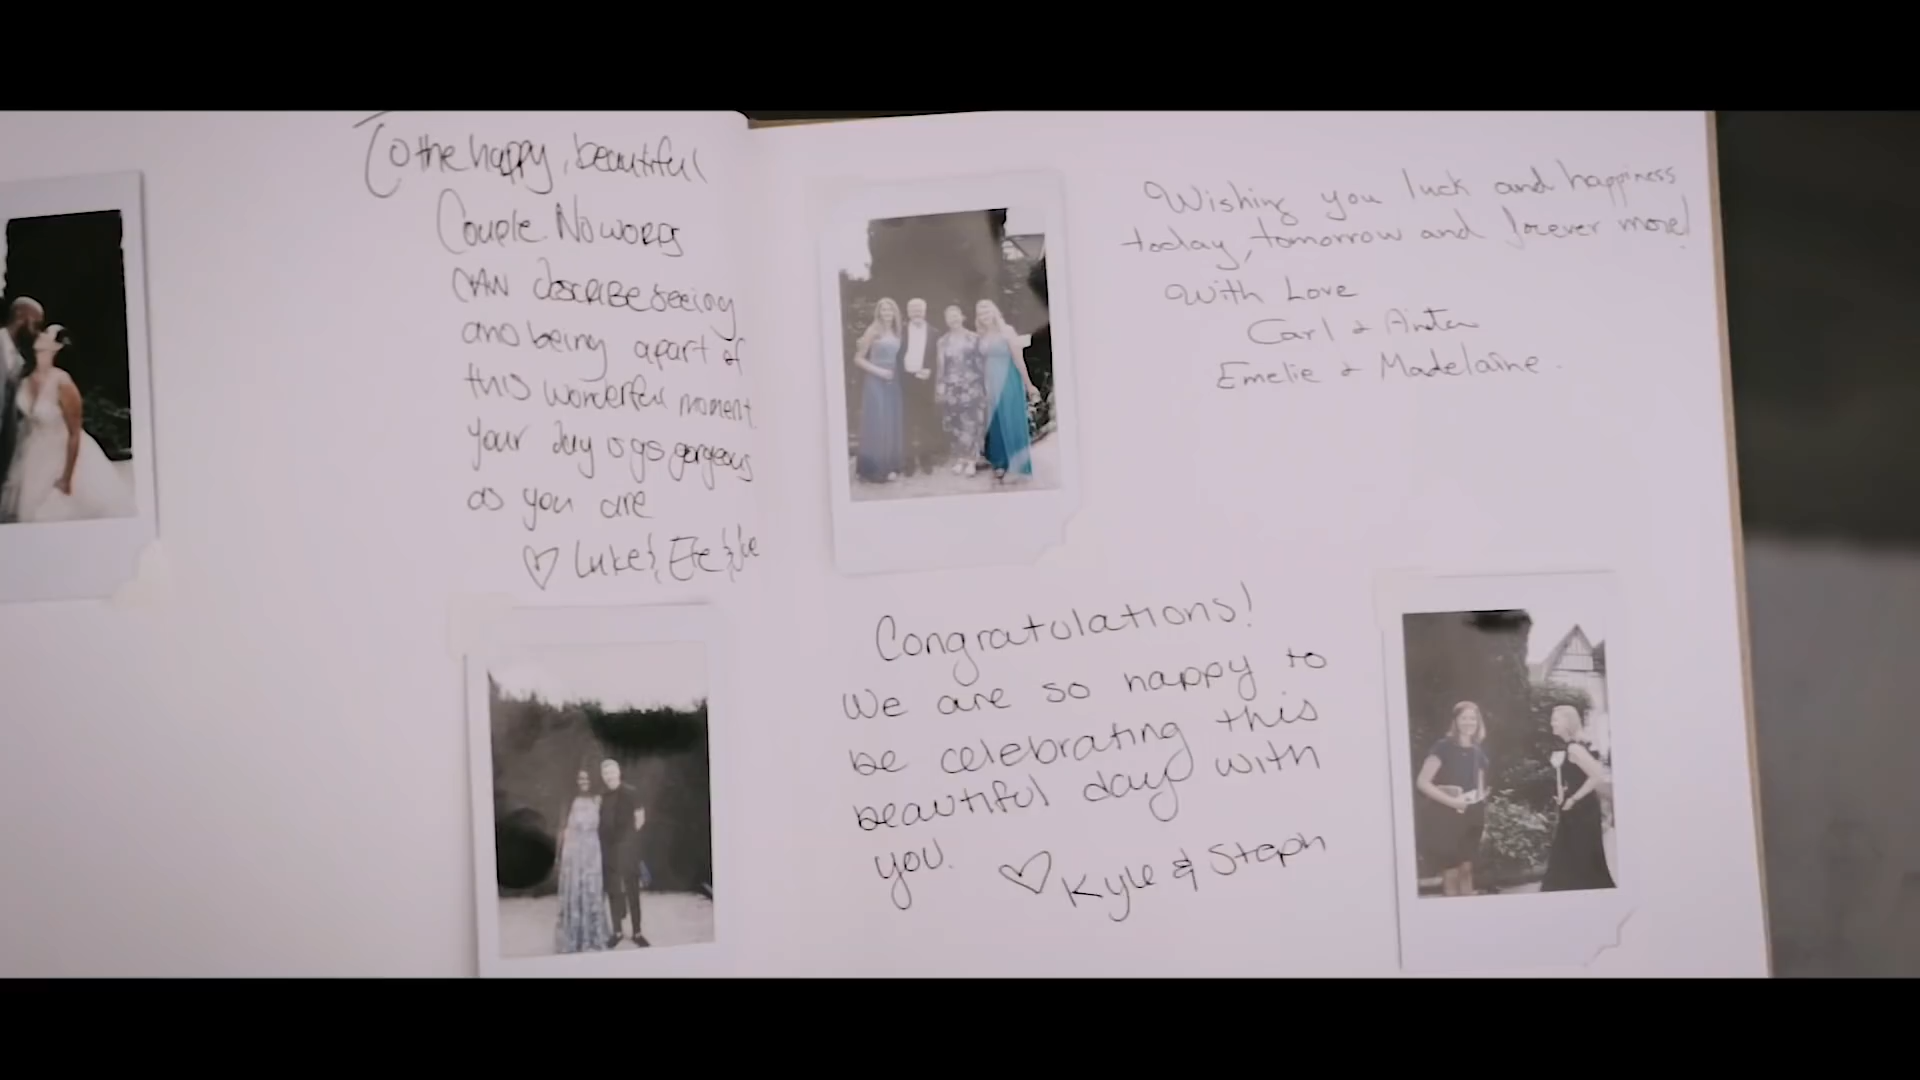 To the happy, beautiful
Couple No words
CAN DESCRIBE seeing
and being apart of
this wonderful moment
your day is gorgeous
as you are
♡ Luke &
Wishing you luck and happiness
today, tomorrow and forever more!
With Love
Carl & Anita
Emelie & Madelaine
Congratulations!
We are so happy to
be celebrating this
beautiful day with
you. ♡ Kyle & Steph